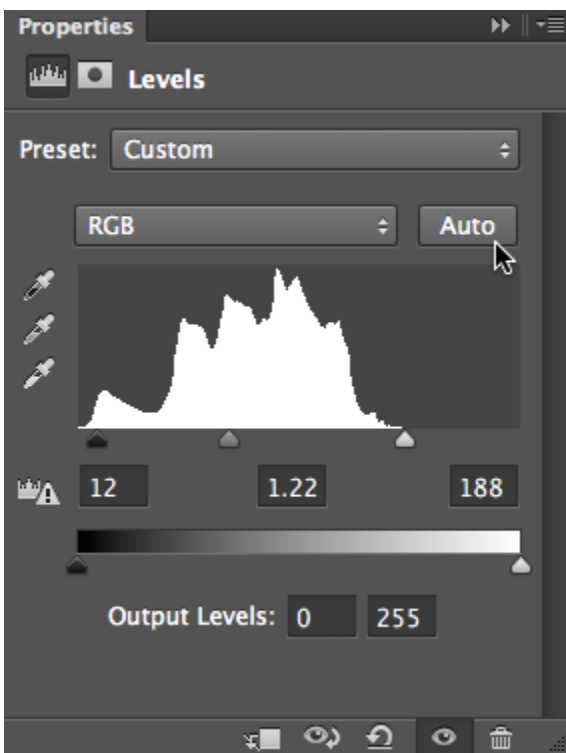 Properties
Levels
Preset: Custom
RGB Auto
12 1.22 188
Output Levels: 0 255